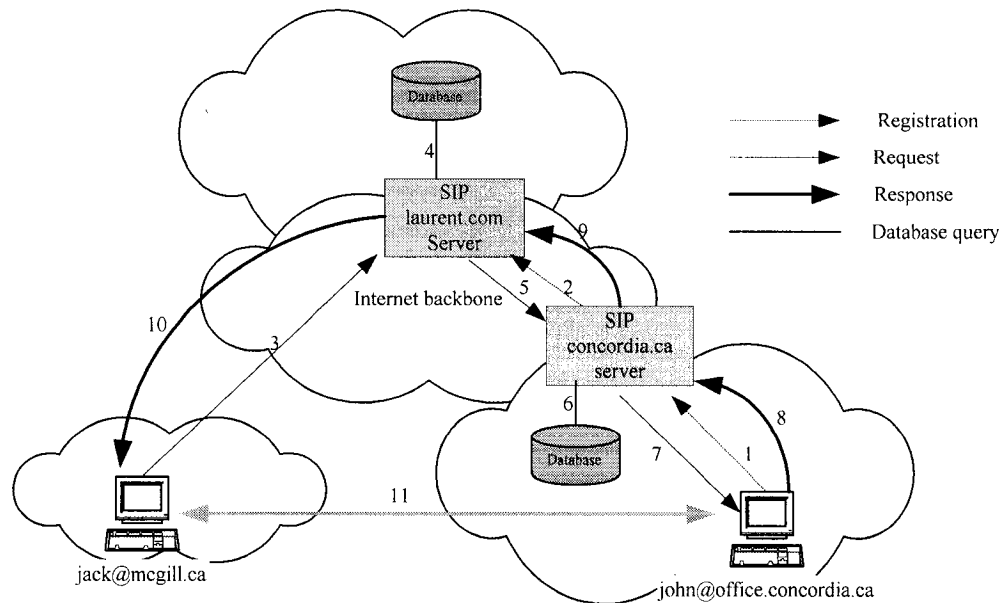 Database
Registration
Request
Response
Database query
4
SIP
laurent.com
Server
9
5
2
Internet backbone
10
3
SIP
concordia.ca
server
6
8
Database
7
1
11
jack@mcgill.ca
john@office.concordia.ca